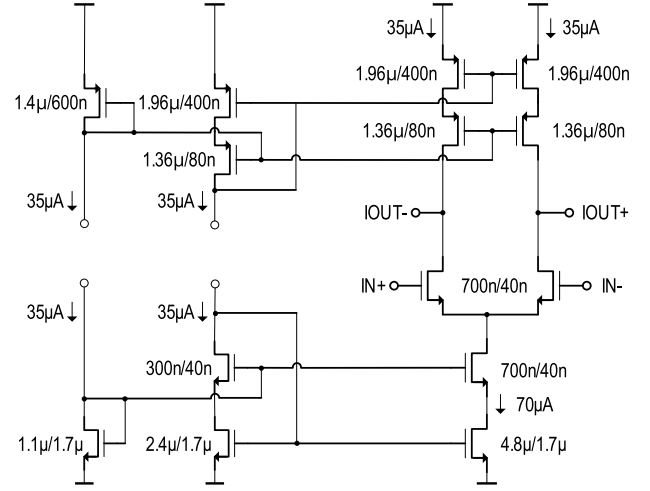 35µA
35µA
1.4µ/600n
1.96µ/400n
1.96µ/400n
1.96µ/400n
1.36µ/80n
1.36µ/80n
1.36µ/80n
35µA
35µA
IOUT-
IOUT+
IN+
700n/40n
IN-
35µA
35µA
300n/40n
700n/40n
70µA
1.1µ/1.7µ
2.4µ/1.7µ
4.8µ/1.7µ